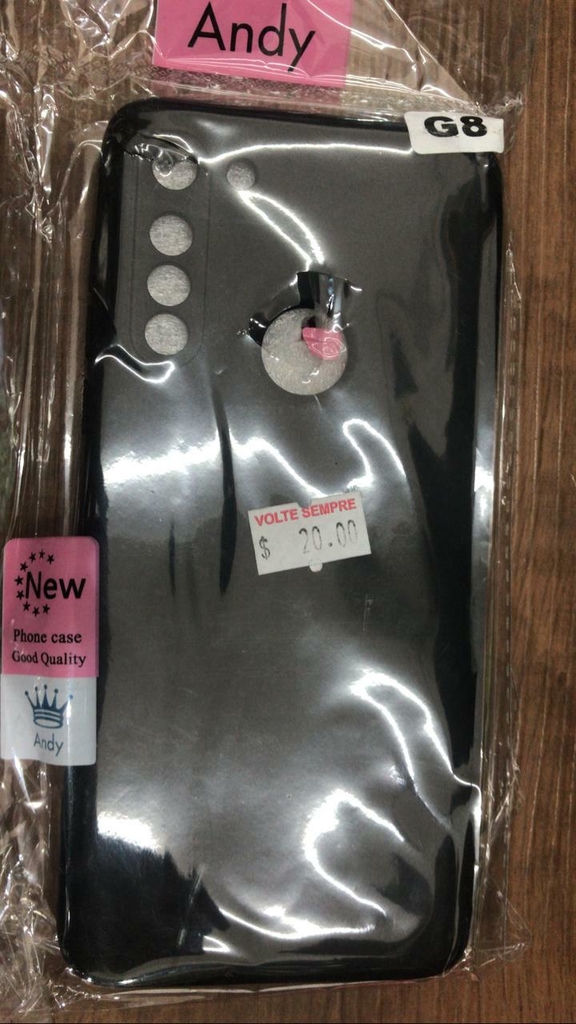 Andy
G8
VOLTE SEMPRE
$ 20.00
New
Phone case
Good Quality
Andy